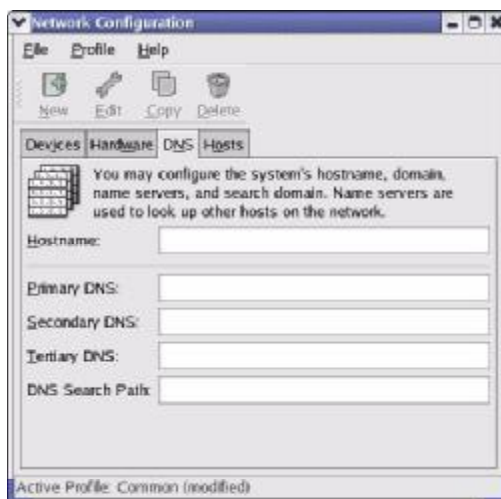 Network Configuration
File Profile Help
New Edit Copy Delete
Devices Hardware DNS Hosts
You may configure the system's hostname, domain,
name servers, and search domain. Name servers are
used to look up other hosts on the network.
Hostname:
Primary DNS:
Secondary DNS:
Tertiary DNS:
DNS Search Path:
Active Profile: Common (modified)